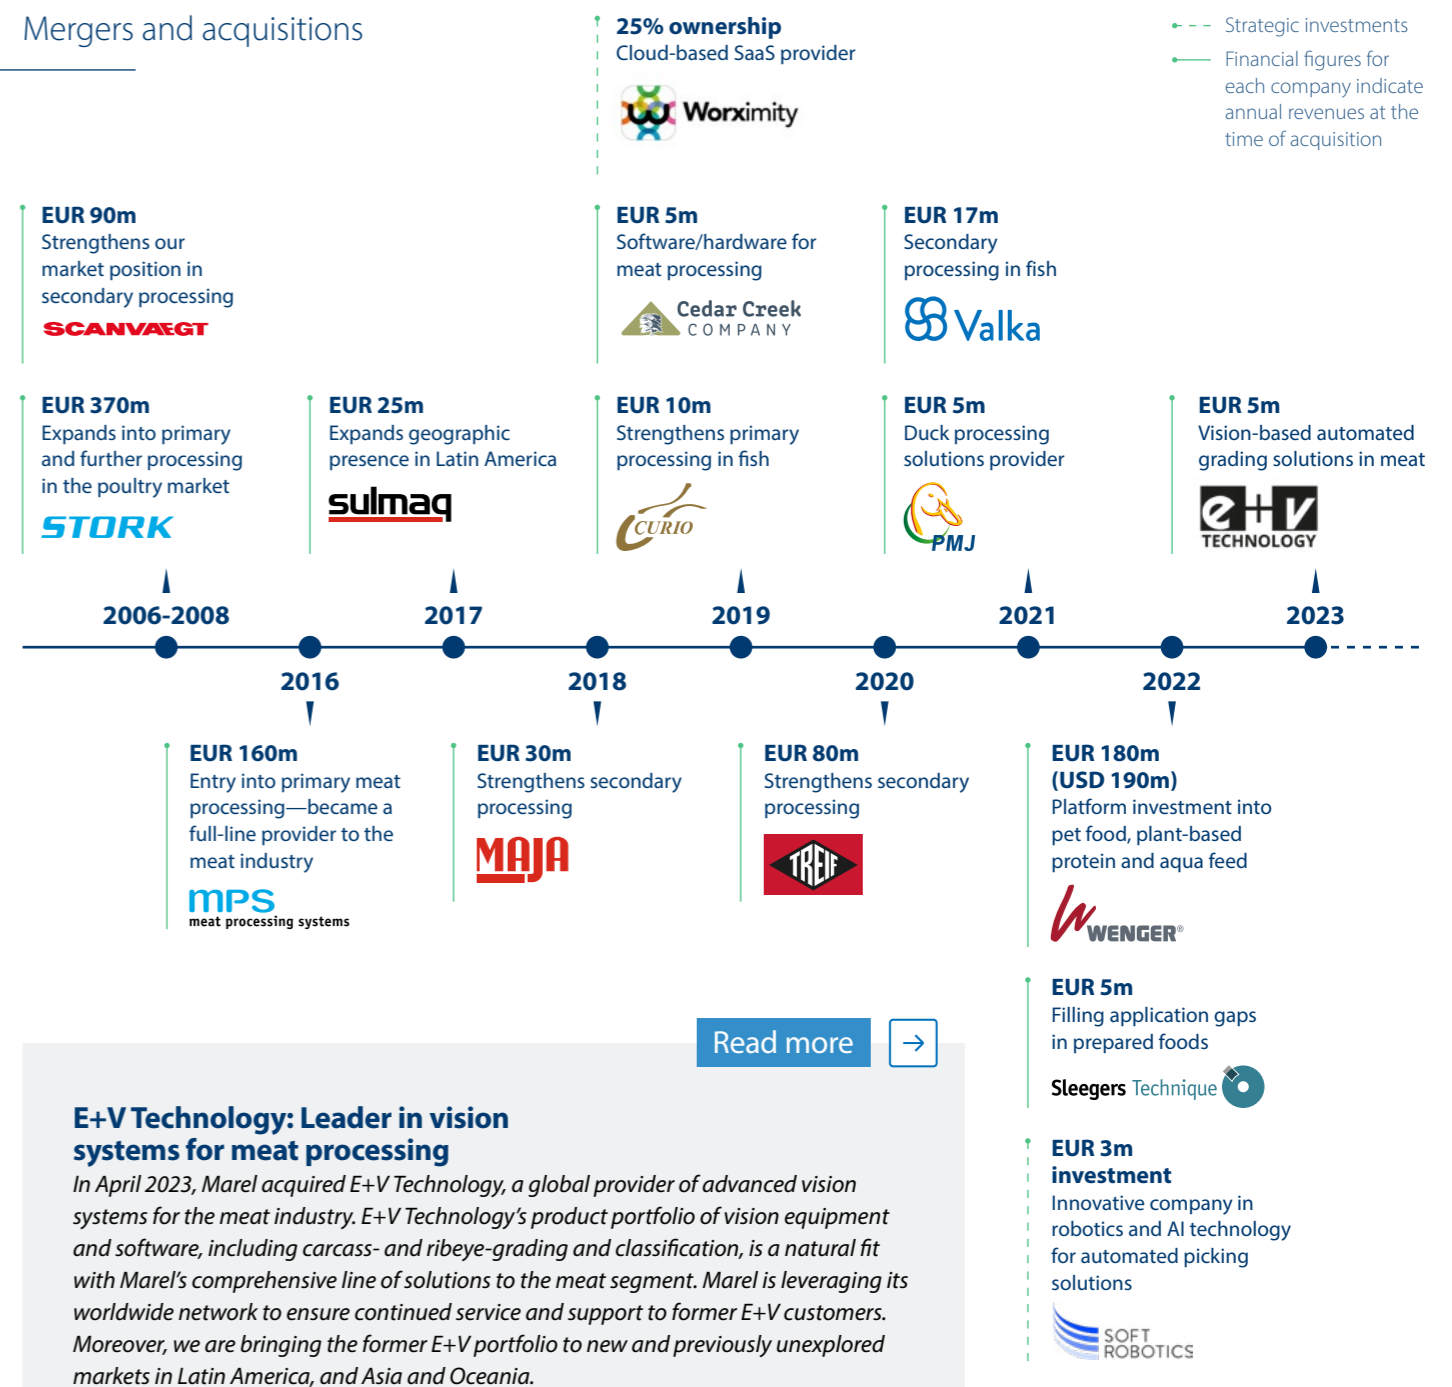 Mergers and acquisitions
25% ownership
Cloud-based SaaS provider
Worximity
Strategic investments
Financial figures for
each company indicate
annual revenues at the
time of acquisition
EUR 90m
Strengthens our
market position in
secondary processing
SCANVAEGT
EUR 5m
Software/hardware for
meat processing
Cedar Creek
COMPANY
EUR 17m
Secondary
processing in fish
Valka
EUR 370m
Expands into primary
and further processing
in the poultry market
STORK
EUR 25m
Expands geographic
presence in Latin America
sulmaq
EUR 10m
Strengthens primary
processing in fish
CURIO
EUR 5m
Duck processing
solutions provider
PMJ
EUR 5m
Vision-based automated
grading solutions in meat
e+v
TECHNOLOGY
2006-2008
2017
2019
2021
2023
2016
2018
2020
2022
EUR 160m
Entry into primary meat
processing—became a
full-line provider to the
meat industry
mps
meat processing systems
EUR 30m
Strengthens secondary
processing
MAJA
EUR 80m
Strengthens secondary
processing
TREIF
EUR 180m
(USD 190m)
Platform investment into
pet food, plant-based
protein and aqua feed
WENGER®
EUR 5m
Filling application gaps
in prepared foods
Sleegers Technique
EUR 3m
investment
Innovative company in
robotics and AI technology
for automated picking
solutions
SOFT
ROBOTICS
Read more
E+V Technology: Leader in vision
systems for meat processing
In April 2023, Marel acquired E+V Technology, a global provider of advanced vision
systems for the meat industry. E+V Technology’s product portfolio of vision equipment
and software, including carcass- and ribeye-grading and classification, is a natural fit
with Marel’s comprehensive line of solutions to the meat segment. Marel is leveraging its
worldwide network to ensure continued service and support to former E+V customers.
Moreover, we are bringing the former E+V portfolio to new and previously unexplored
markets in Latin America, and Asia and Oceania.